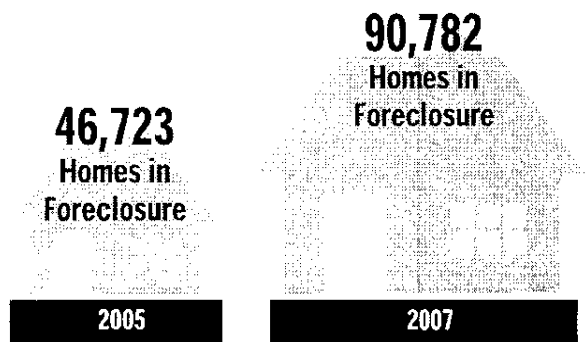 46,723
Homes in
Foreclosure
2005
90,782
Homes in
Foreclosure
2007